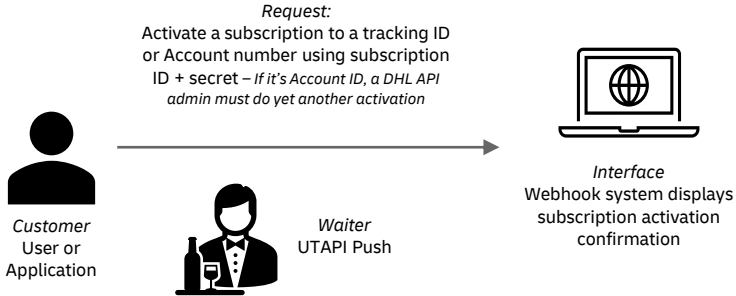 Request:
Activate a subscription to a tracking ID
or Account number using subscription
ID + secret – If it's Account ID, a DHL API
admin must do yet another activation
Customer
User or
Application
Waiter
UTAPI Push
Interface
Webhook system displays
subscription activation
confirmation